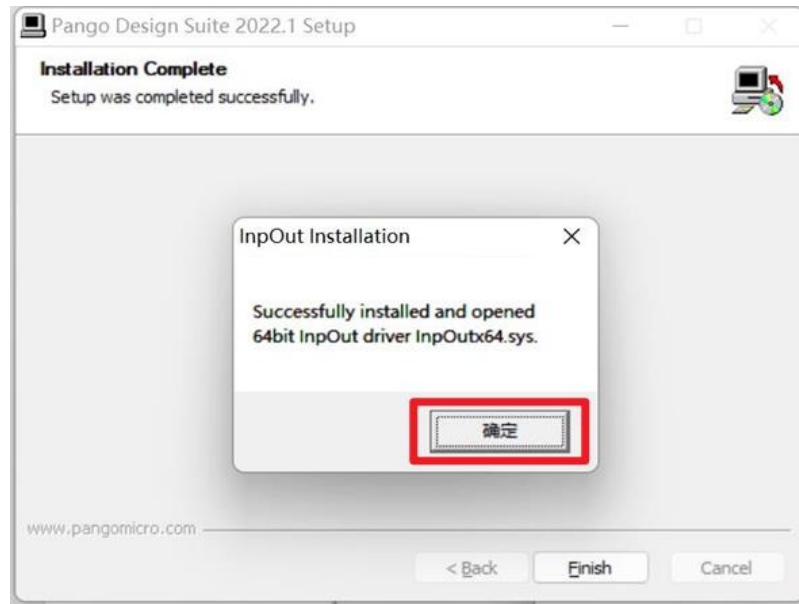 Pango Design Suite 2022.1 Setup
Installation Complete
Setup was completed successfully.
InpOut Installation
Successfully installed and opened
64bit InpOut driver InpOutx64.sys.
确定
www.pangomicro.com
< Back
Finish
Cancel